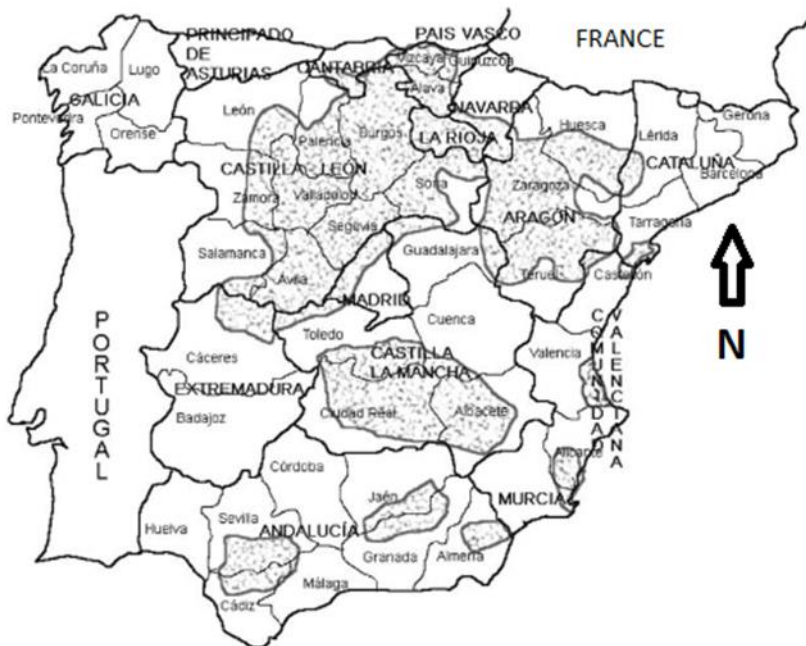 PAIS VASCO
FRANCE
PRINCIPADO
DE
ASTURIAS
La Coruña
Lugo
CANTABRIA
Vizcaya
Guipuzcoa
Alava
GALICIA
León
NAVARRA
Pontevedra
Orense
Palencia
Burgos
LA RIOJA
Huesca
Lérida
Gerona
CASTILLA LEÓN
CATALUÑA
Barcelona
Zamora
Valladolid
Soria
Zaragoza
ARAGÓN
Segovia
Tarragona
Salamanca
Guadalajara
Avila
Teruel
Castellón
MADRID
Toledo
Cuenca
Cáceres
CASTILLA
LA MANCHA
Valencia
COMUNIDAD
VALENCIANA
N
PORTUGAL
EXTREMADURA
Badajoz
Ciudad Real
Albacete
Alicante
Córdoba
Jaén
MURCIA
Huelva
Sevilla
ANDALUCÍA
Granada
Almería
Málaga
Cádiz